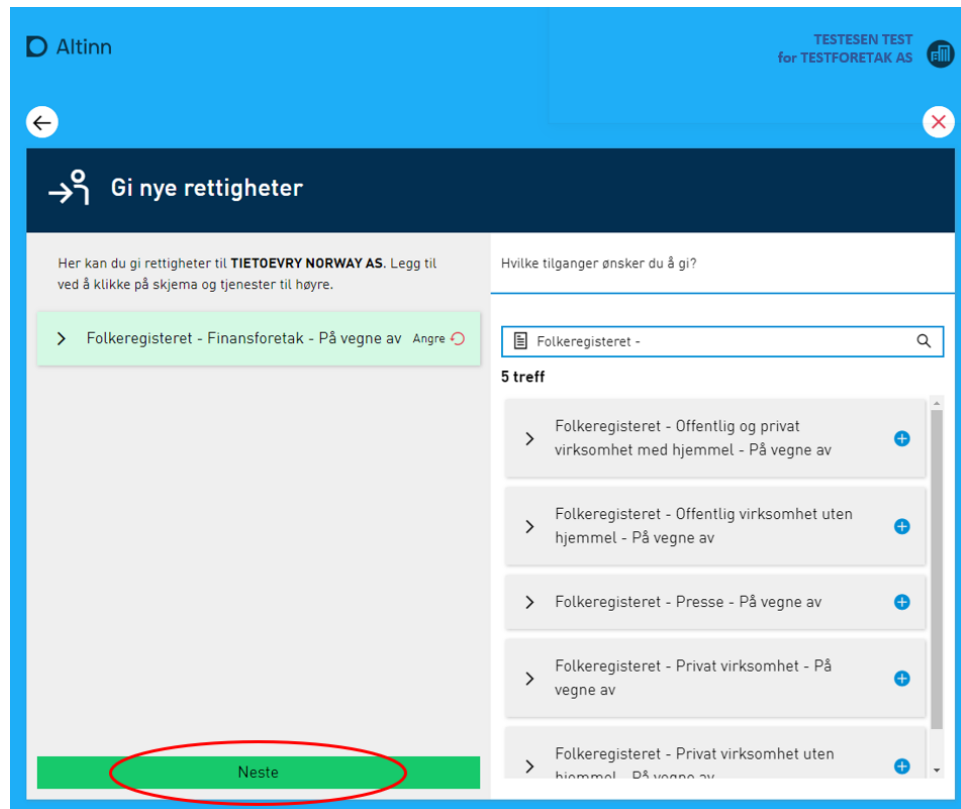 Altinn
TESTESEN TEST
for TESTFORETAK AS
Gi nye rettigheter
Her kan du gi rettigheter til TIETOEVRY NORWAY AS. Legg til
ved å klikke på skjema og tjenester til høyre.
Folkeregisteret - Finansforetak - På vegne av Angre
Neste
Hvilke tilganger ønsker du å gi?
Folkeregisteret -
5 treff
Folkeregisteret - Offentlig og privat
virksomhet med hjemmel - På vegne av
Folkeregisteret - Offentlig virksomhet uten
hjemmel - På vegne av
Folkeregisteret - Presse - På vegne av
Folkeregisteret - Privat virksomhet - På
vegne av
Folkeregisteret - Privat virksomhet uten
hjemmel - På vegne av